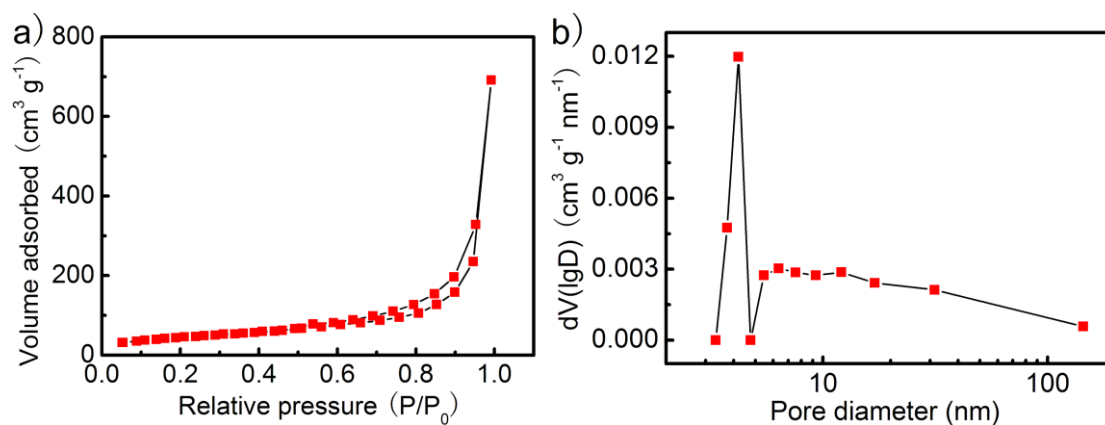 a)
800
600
400
200
0
Volume adsorbed (cm³ g⁻¹)
0.0 0.2 0.4 0.6 0.8 1.0
Relative pressure (P/P₀)
b)
0.012
0.009
0.006
0.003
0.000
dV(lgD) (cm³ g⁻¹ nm⁻¹)
10 100
Pore diameter (nm)